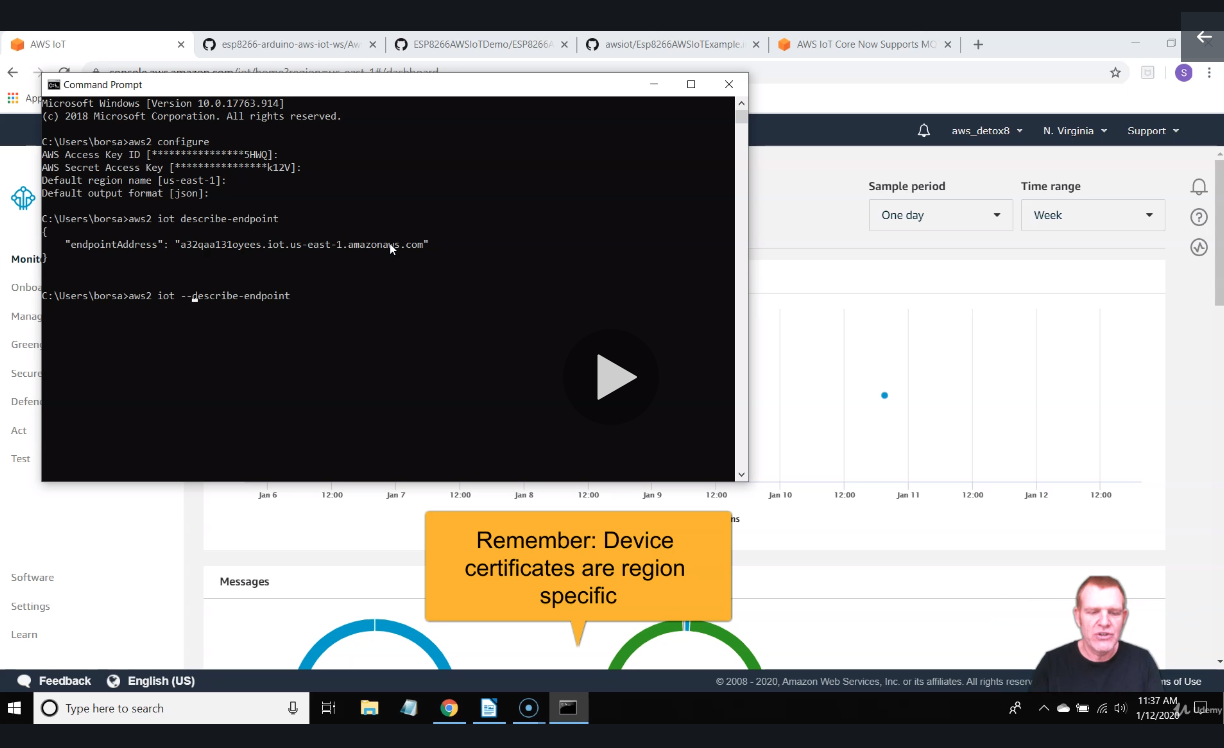 AWS IoT
esp8266-arduino-aws-iot-ws/Aw
ESP8266AWSIoTDemo/ESP8266A
awsiot/Esp8266AWSIoTExample.
AWS IoT Core Now Supports MQ
Command Prompt
Microsoft Windows [Version 10.0.17763.914]
(c) 2018 Microsoft Corporation. All rights reserved.
C:\Users\borsa>aws2 configure
AWS Access Key ID [****************5HWQ]:
AWS Secret Access Key [****************k12V]:
Default region name [us-east-1]:
Default output format [json]:
C:\Users\borsa>aws2 iot describe-endpoint
{
"endpointAddress": "a32qaa131oyees.iot.us-east-1.amazonaws.com"
}
C:\Users\borsa>aws2 iot --describe-endpoint
App
S
aws_detox8
N. Virginia
Support
Sample period
Time range
One day
Week
Monit
Onboa
Manag
Green
Secure
Defen
Act
Test
Software
Settings
Learn
Jan 6 12:00 Jan 7 12:00 Jan 8 12:00 Jan 9 12:00 Jan 10 12:00 Jan 11 12:00 Jan 12 12:00
ns
Remember: Device
certificates are region
specific
Messages
Feedback English (US)
© 2008 - 2020, Amazon Web Services, Inc. or its affiliates. All rights reserv
ms of Use
Type here to search
11:37 AM
1/12/2020
Udemy